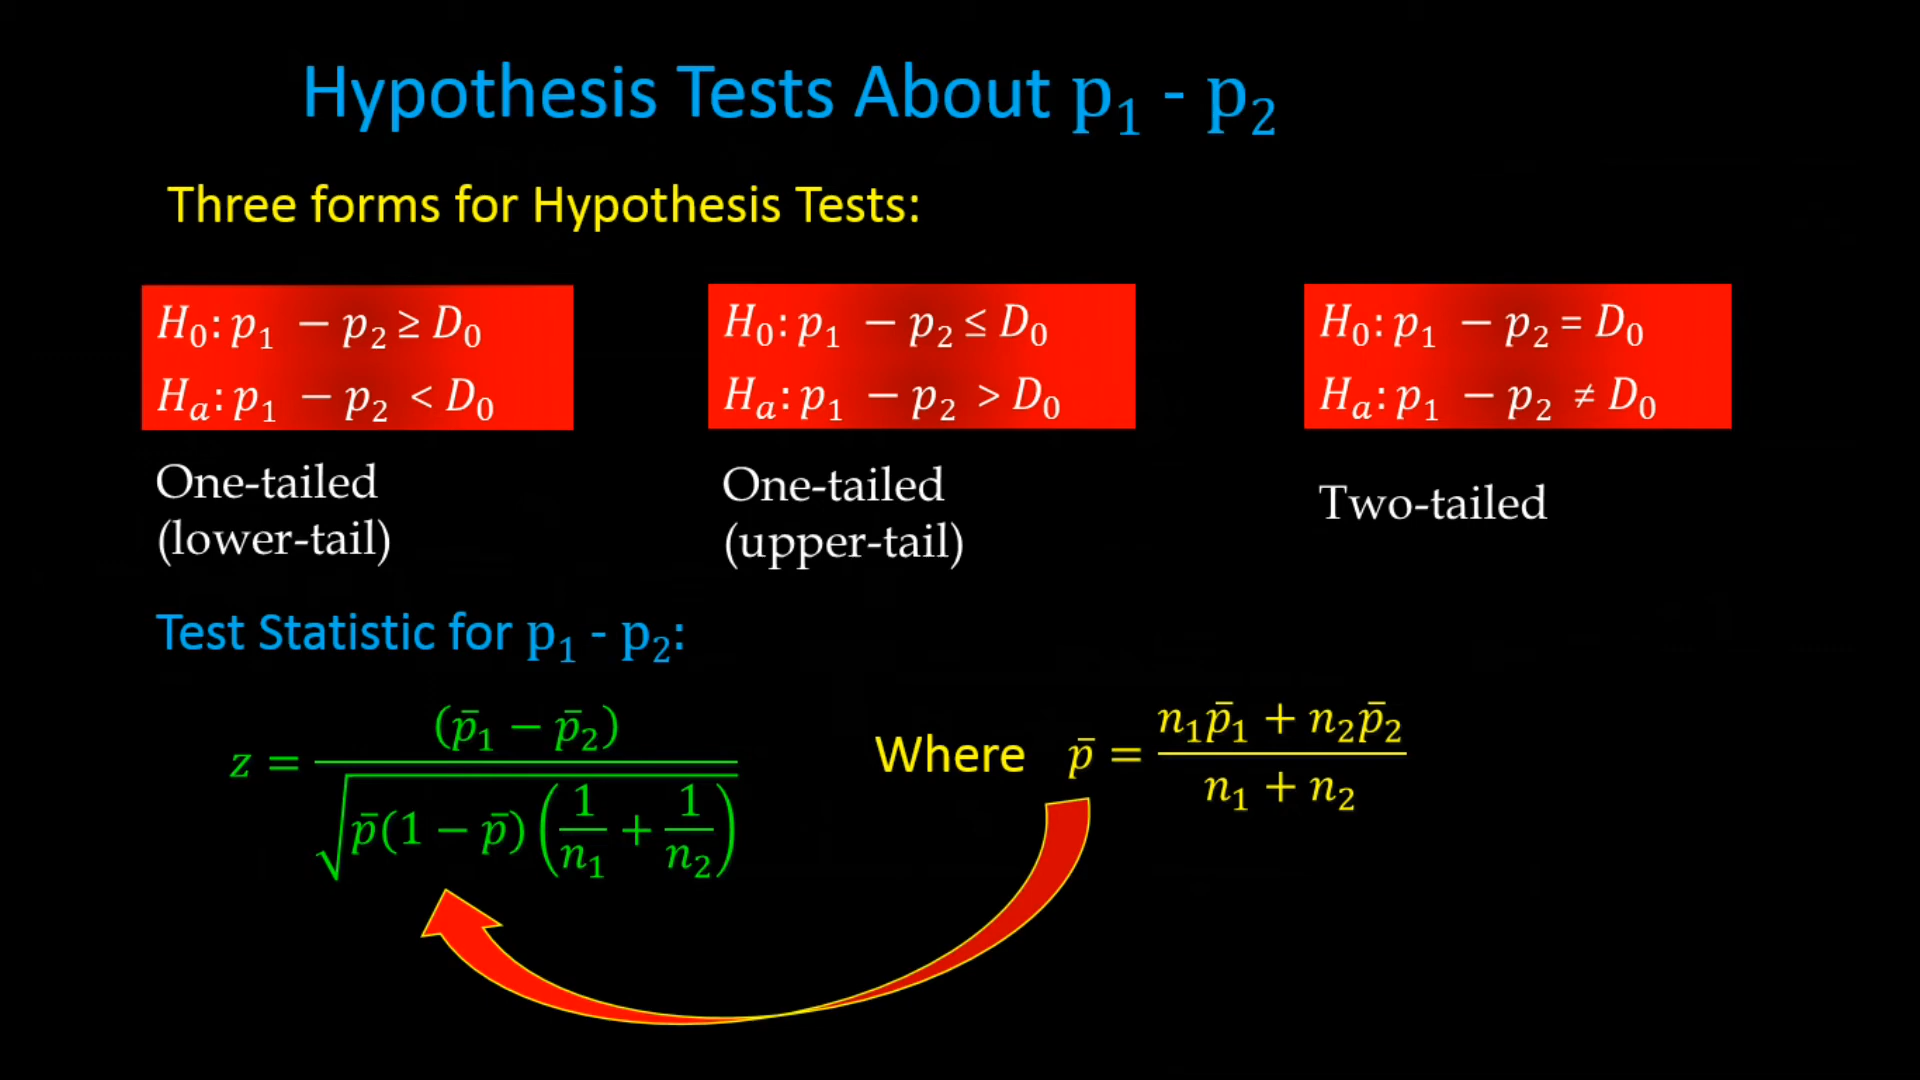 Hypothesis Tests About p₁ - p₂
Three forms for Hypothesis Tests:
H₀: p₁ − p₂ ≥ D₀
Hₐ: p₁ − p₂ < D₀
One-tailed
(lower-tail)
H₀: p₁ − p₂ ≤ D₀
Hₐ: p₁ − p₂ > D₀
One-tailed
(upper-tail)
H₀: p₁ − p₂ = D₀
Hₐ: p₁ − p₂ ≠ D₀
Two-tailed
Test Statistic for p₁ - p₂:
z = (p̄₁ − p̄₂) / √(p̄(1 − p̄)(1/n₁ + 1/n₂))
Where p̄ = (n₁p̄₁ + n₂p̄₂) / (n₁ + n₂)